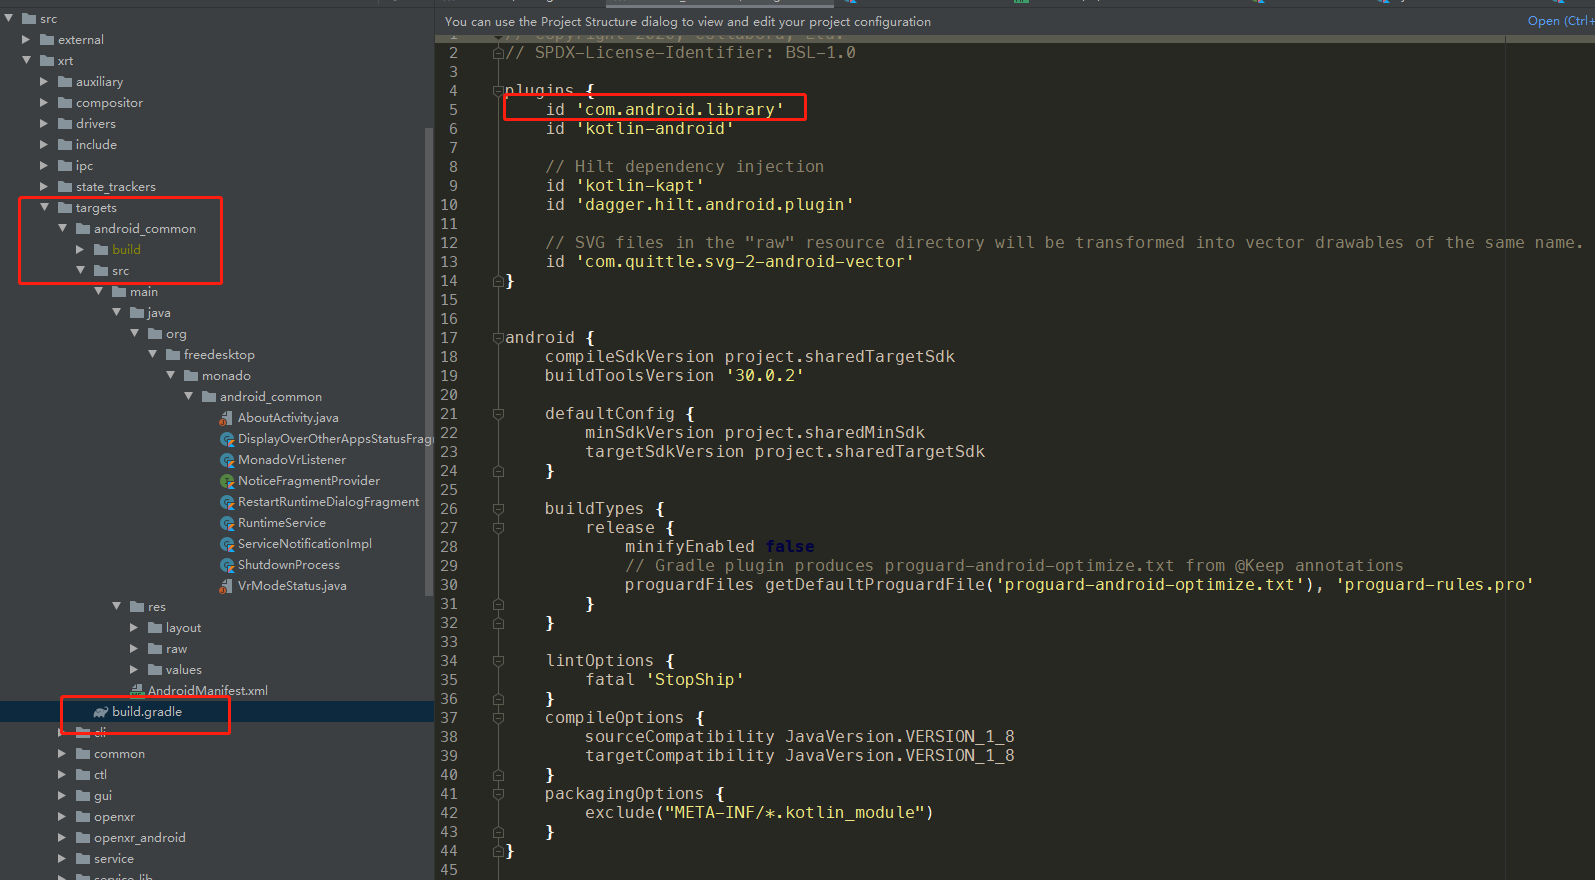 src
external
xrt
auxiliary
compositor
drivers
include
ipc
state_trackers
targets
android_common
build
src
main
java
org
freedesktop
monado
android_common
AboutActivity.java
DisplayOverOtherAppsStatusFrag
MonadoVrListener
NoticeFragmentProvider
RestartRuntimeDialogFragment
RuntimeService
ServiceNotificationImpl
ShutdownProcess
VrModeStatus.java
res
layout
raw
values
AndroidManifest.xml
build.gradle
cli
common
ctl
gui
openxr
openxr_android
service
service_lib
You can use the Project Structure dialog to view and edit your project configuration
Open (Ctrl+
1 // Copyright 2020, Collabora, Ltd.
2 // SPDX-License-Identifier: BSL-1.0
3
4 plugins {
5 id 'com.android.library'
6 id 'kotlin-android'
7
8 // Hilt dependency injection
9 id 'kotlin-kapt'
10 id 'dagger.hilt.android.plugin'
11
12 // SVG files in the "raw" resource directory will be transformed into vector drawables of the same name.
13 id 'com.quittle.svg-2-android-vector'
14 }
15
16
17 android {
18 compileSdkVersion project.sharedTargetSdk
19 buildToolsVersion '30.0.2'
20
21 defaultConfig {
22 minSdkVersion project.sharedMinSdk
23 targetSdkVersion project.sharedTargetSdk
24 }
25
26 buildTypes {
27 release {
28 minifyEnabled false
29 // Gradle plugin produces proguard-android-optimize.txt from @Keep annotations
30 proguardFiles getDefaultProguardFile('proguard-android-optimize.txt'), 'proguard-rules.pro'
31 }
32 }
33
34 lintOptions {
35 fatal 'StopShip'
36 }
37 compileOptions {
38 sourceCompatibility JavaVersion.VERSION_1_8
39 targetCompatibility JavaVersion.VERSION_1_8
40 }
41 packagingOptions {
42 exclude("META-INF/*.kotlin_module")
43 }
44 }
45